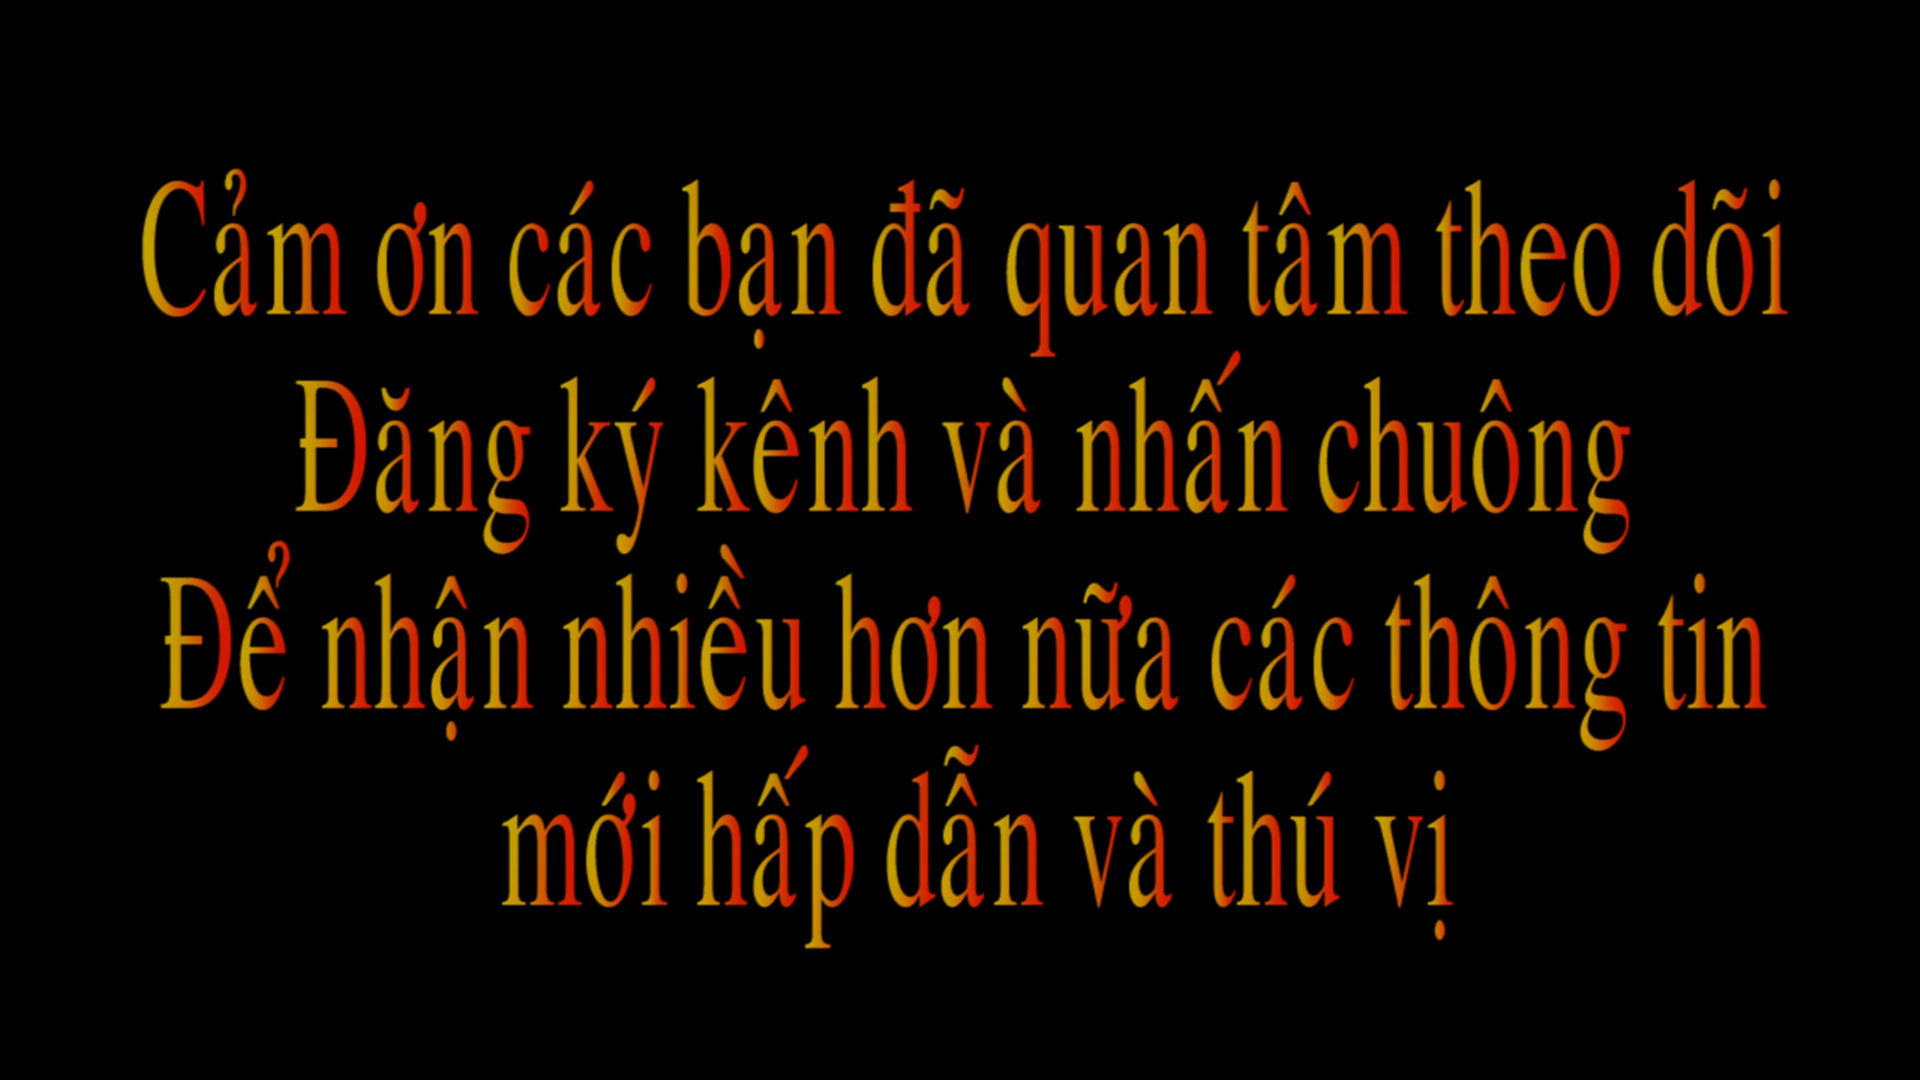 Cảm ơn các bạn đã quan tâm theo dõi
Đăng ký kênh và nhấn chuông
Để nhận nhiều hơn nữa các thông tin
mới hấp dẫn và thú vị